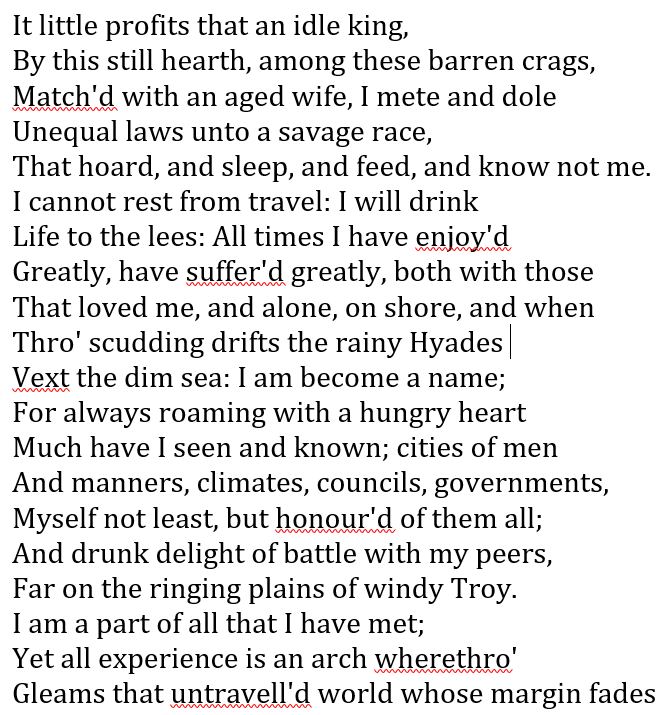 It little profits that an idle king,
By this still hearth, among these barren crags,
Match'd with an aged wife, I mete and dole
Unequal laws unto a savage race,
That hoard, and sleep, and feed, and know not me.
I cannot rest from travel: I will drink
Life to the lees: All times I have enjoy'd
Greatly, have suffer'd greatly, both with those
That loved me, and alone, on shore, and when
Thro' scudding drifts the rainy Hyades
Vext the dim sea: I am become a name;
For always roaming with a hungry heart
Much have I seen and known; cities of men
And manners, climates, councils, governments,
Myself not least, but honour'd of them all;
And drunk delight of battle with my peers,
Far on the ringing plains of windy Troy.
I am a part of all that I have met;
Yet all experience is an arch wherethro'
Gleams that untravell'd world whose margin fades